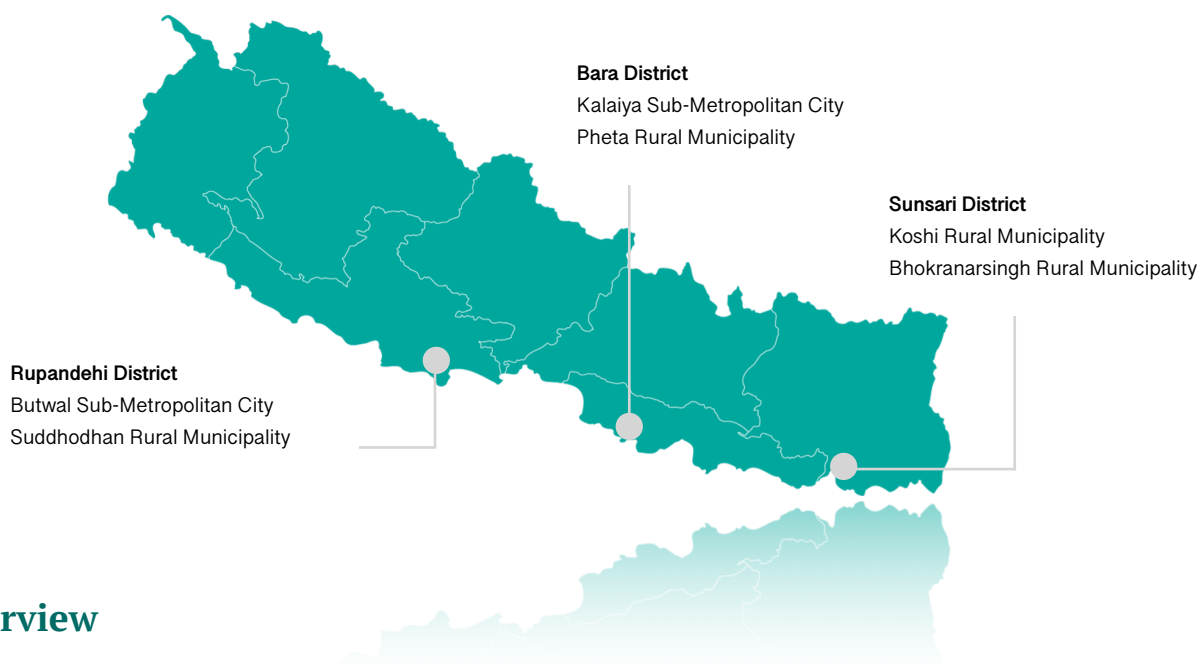 Bara District
Kalaiya Sub-Metropolitan City
Pheta Rural Municipality
Sunsari District
Koshi Rural Municipality
Bhokranarsingh Rural Municipality
Rupandehi District
Butwal Sub-Metropolitan City
Suddhodhan Rural Municipality
rview